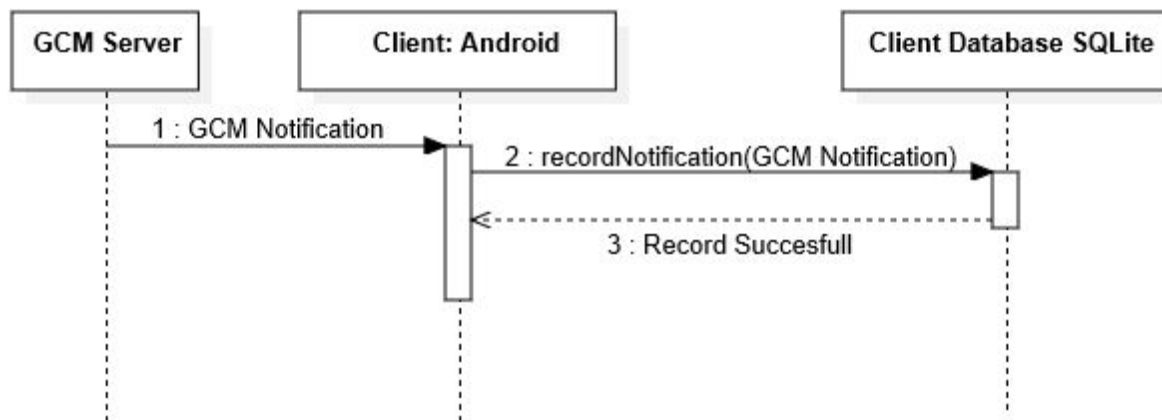 GCM Server
Client: Android
Client Database SQLite
1 : GCM Notification
2 : recordNotification(GCM Notification)
3 : Record Succesfull